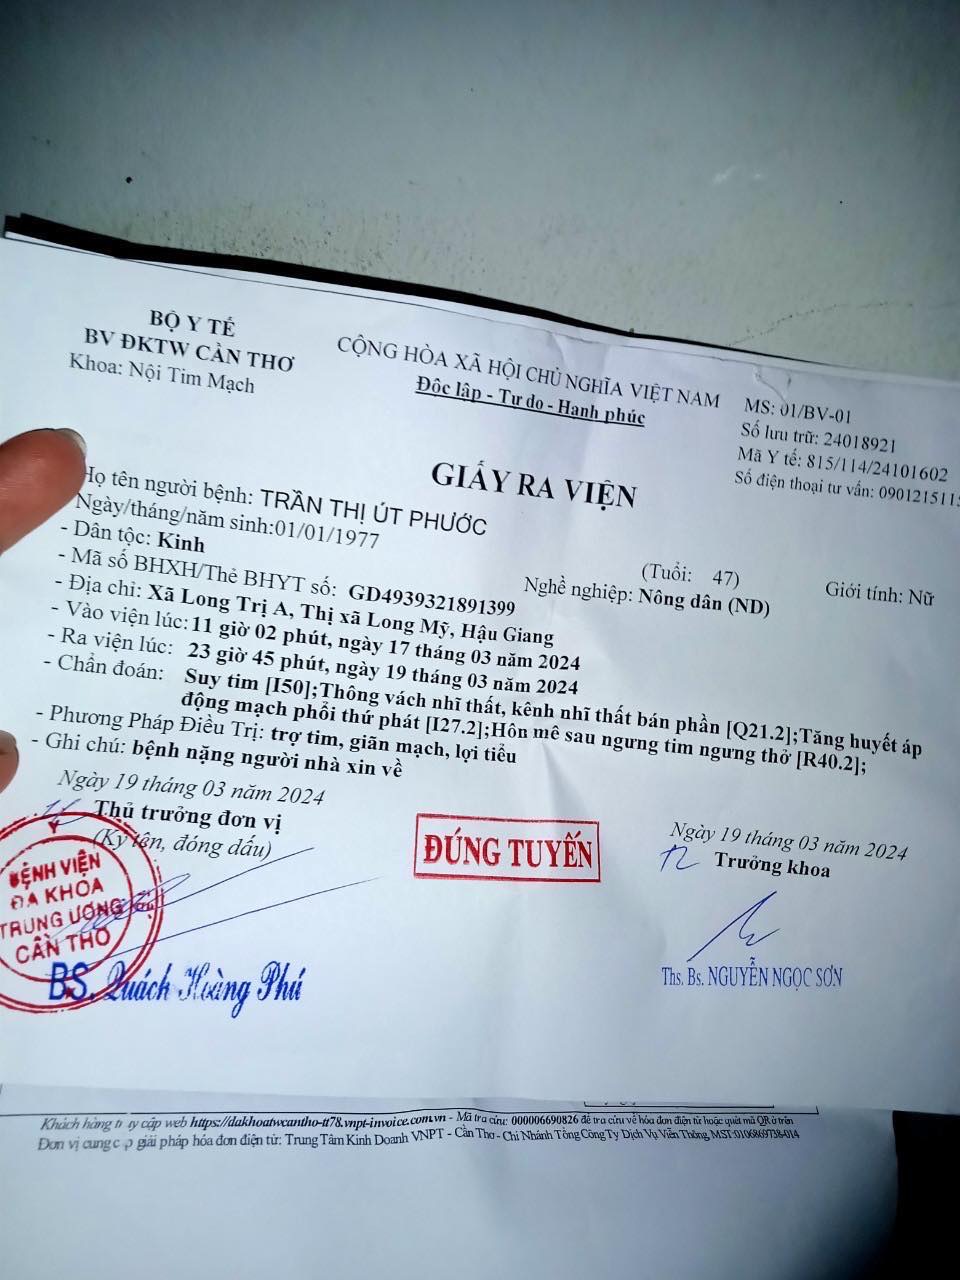 BỘ Y TẾ
BV ĐKTW CẦN THƠ
Khoa: Nội Tim Mạch
CỘNG HÒA XÃ HỘI CHỦ NGHĨA VIỆT NAM
Độc lập - Tự do - Hạnh phúc
MS: 01/BV-01
Số lưu trữ: 24018921
Mã Y tế: 815/114/24101602
Số điện thoại tư vấn: 0901215115
GIẤY RA VIỆN
Họ tên người bệnh: TRẦN THỊ ÚT PHƯỚC
Ngày/tháng/năm sinh:01/01/1977
(Tuổi: 47)
Giới tính: Nữ
- Dân tộc: Kinh
Nghề nghiệp: Nông dân (ND)
- Mã số BHXH/Thẻ BHYT số: GD4939321891399
- Địa chỉ: Xã Long Trị A, Thị xã Long Mỹ, Hậu Giang
- Vào viện lúc: 11 giờ 02 phút, ngày 17 tháng 03 năm 2024
- Ra viện lúc: 23 giờ 45 phút, ngày 19 tháng 03 năm 2024
- Chẩn đoán: Suy tim [I50];Thông vách nhĩ thất, kênh nhĩ thất bán phần [Q21.2];Tăng huyết áp
động mạch phổi thứ phát [I27.2];Hôn mê sau ngưng tim ngưng thở [R40.2];
- Phương Pháp Điều Trị: trợ tim, giãn mạch, lợi tiểu
- Ghi chú: bệnh nặng người nhà xin về
Ngày 19 tháng 03 năm 2024
Thủ trưởng đơn vị
(Ký tên, đóng dấu)
BỆNH VIỆN
ĐA KHOA
TRUNG ƯƠNG
CẦN THƠ
BS. Quách Hoàng Phú
ĐÚNG TUYẾN
Ngày 19 tháng 03 năm 2024
Trưởng khoa
Ths. Bs. NGUYỄN NGỌC SƠN
Khách hàng truy cập web https://dakhoatwcantho-tt78.vnpt-invoice.com.vn - Mã tra cứu: 000006690826 để tra cứu về hóa đơn điện tử hoặc quét mã QR ở trên
Đơn vị cung cấp giải pháp hóa đơn điện tử: Trung Tâm Kinh Doanh VNPT - Cần Thơ - Chi Nhánh Tổng Công Ty Dịch Vụ Viễn Thông, MST:0106869738-014